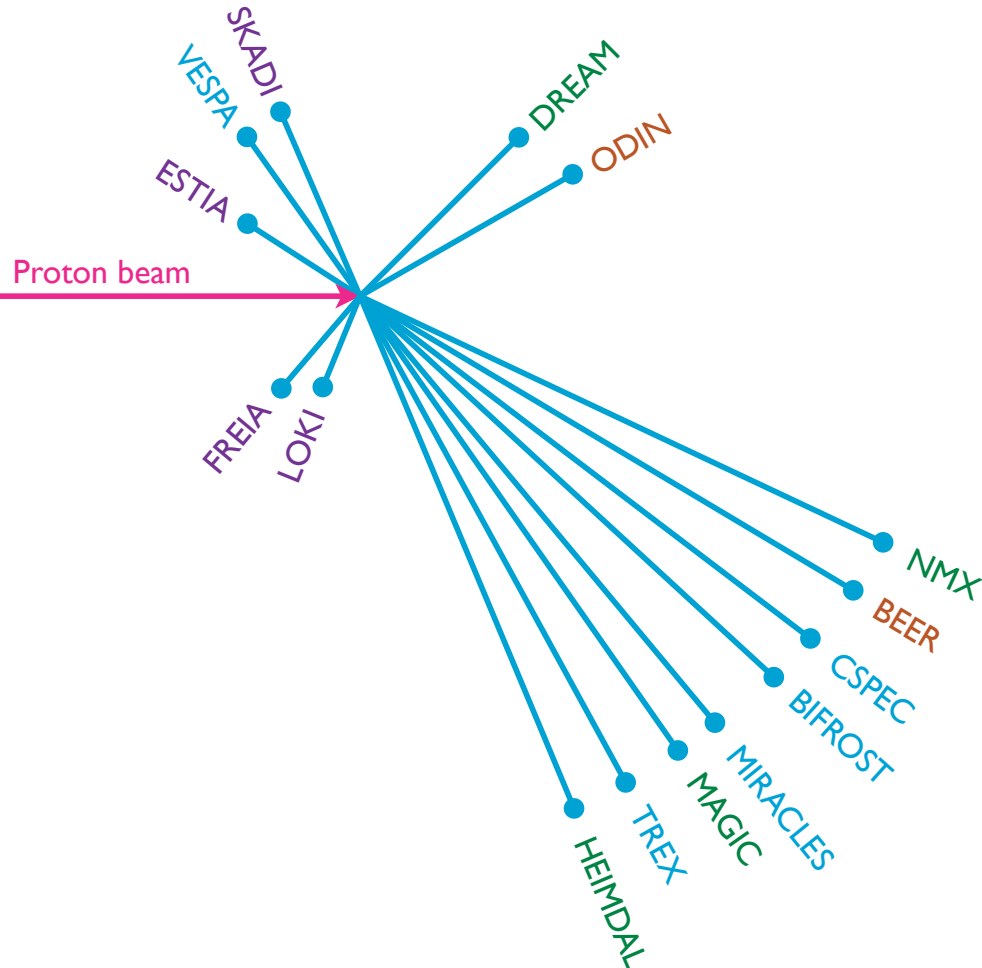 SKADI
VESPA
DREAM
ODIN
ESTIA
Proton beam
FREIA
LOKI
NMX
BEER
CSPEC
BIFROST
MIRACLES
MAGIC
TREX
HEIMDAL